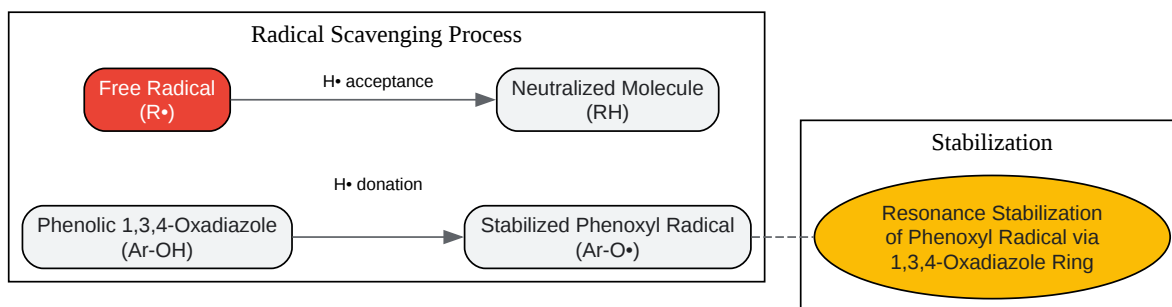 Radical Scavenging Process
Free Radical
(R•)
H• acceptance
Neutralized Molecule
(RH)
H• donation
Phenolic 1,3,4-Oxadiazole
(Ar-OH)
Stabilized Phenoxyl Radical
(Ar-O•)
Stabilization
Resonance Stabilization
of Phenoxyl Radical via
1,3,4-Oxadiazole Ring